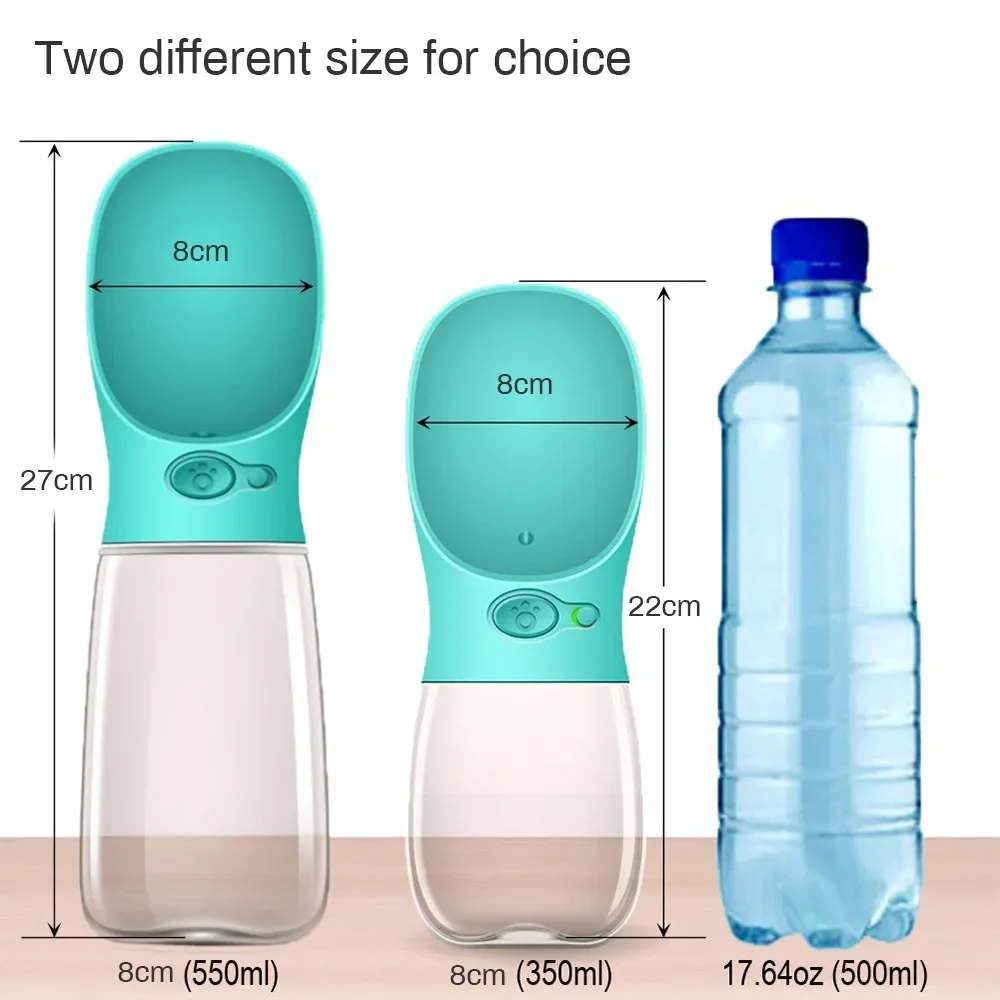 Two different size for choice
8cm
8cm
27cm
22cm
8cm (550ml)
8cm (350ml)
17.64oz (500ml)